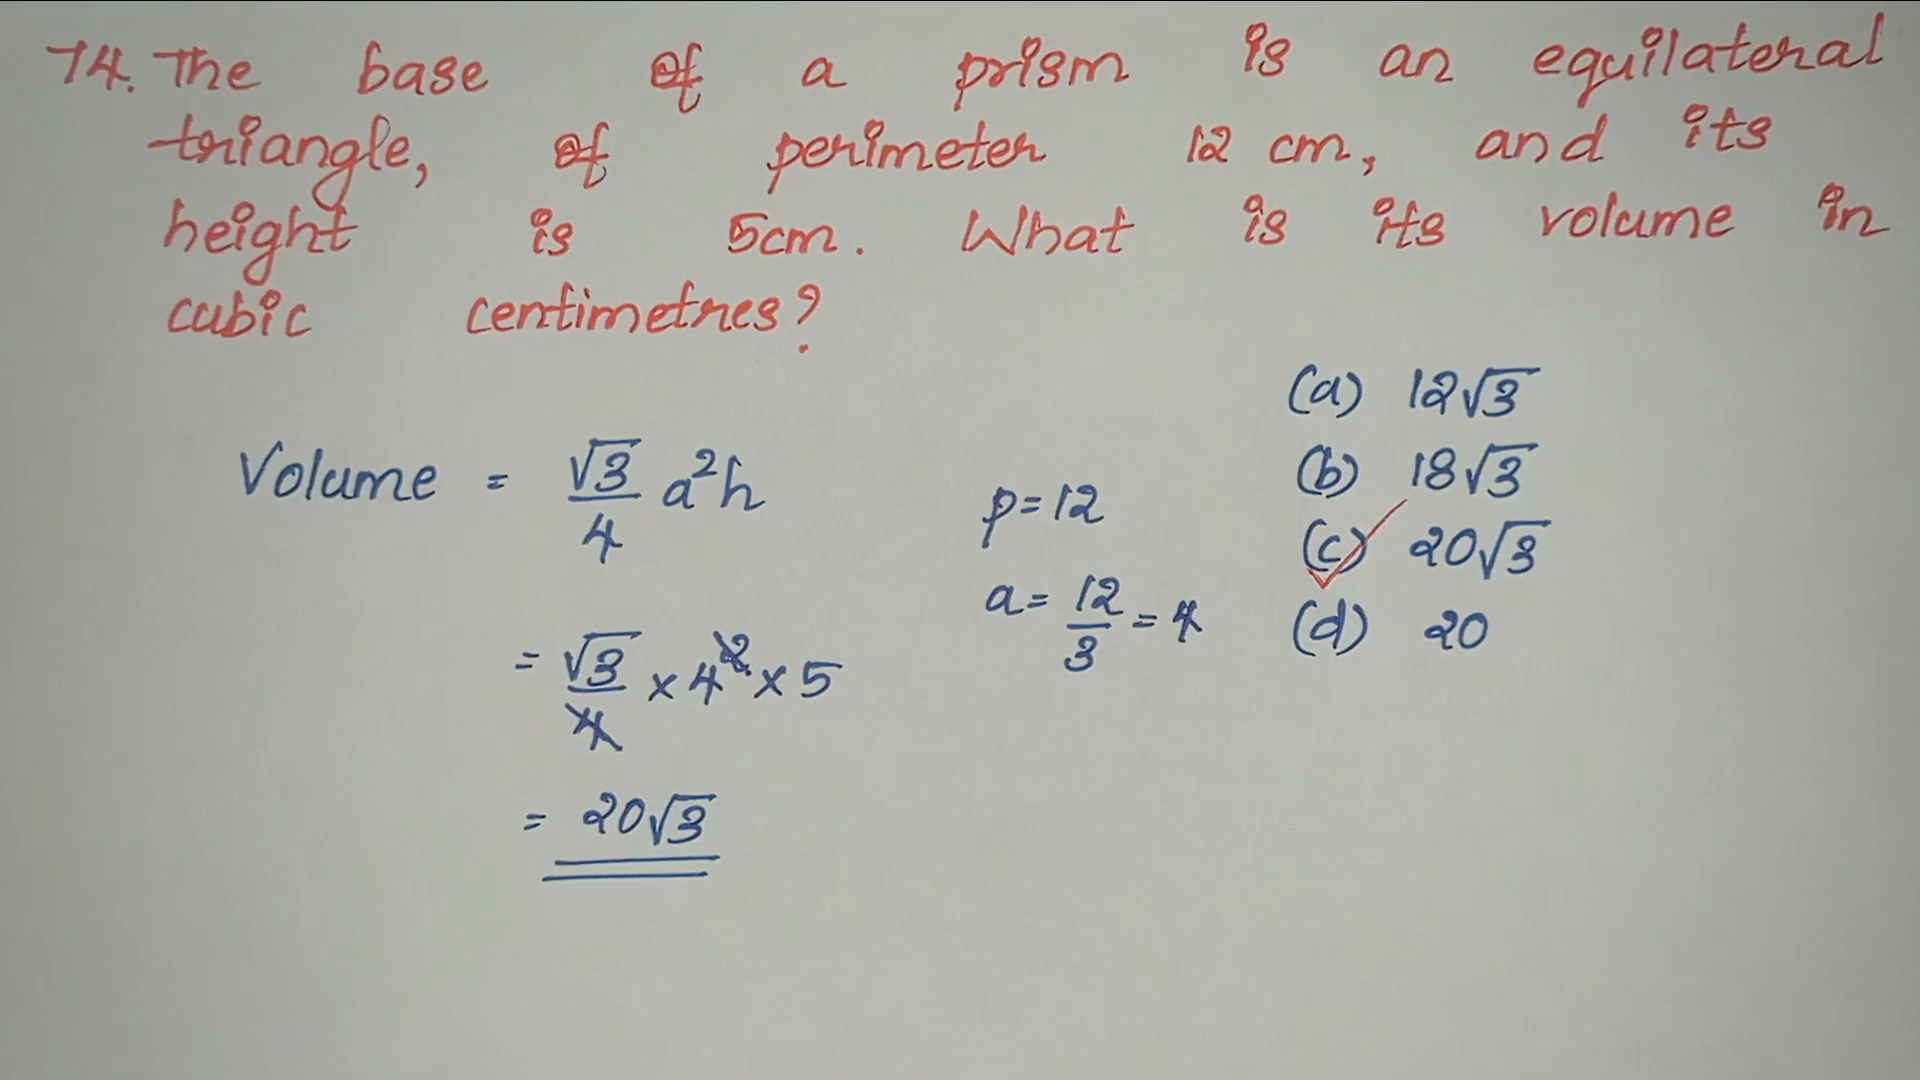 74. The base of a prism is an equilateral
triangle, of perimeter 12 cm, and its
height is 5cm. What is its volume in
cubic centimetres?
(a) 12√3
(b) 18√3
(c) 20√3
(d) 20
Volume = √3/4 a²h
p = 12
a = 12/3 = 4
= √3/4 × 4² × 5
= 20√3